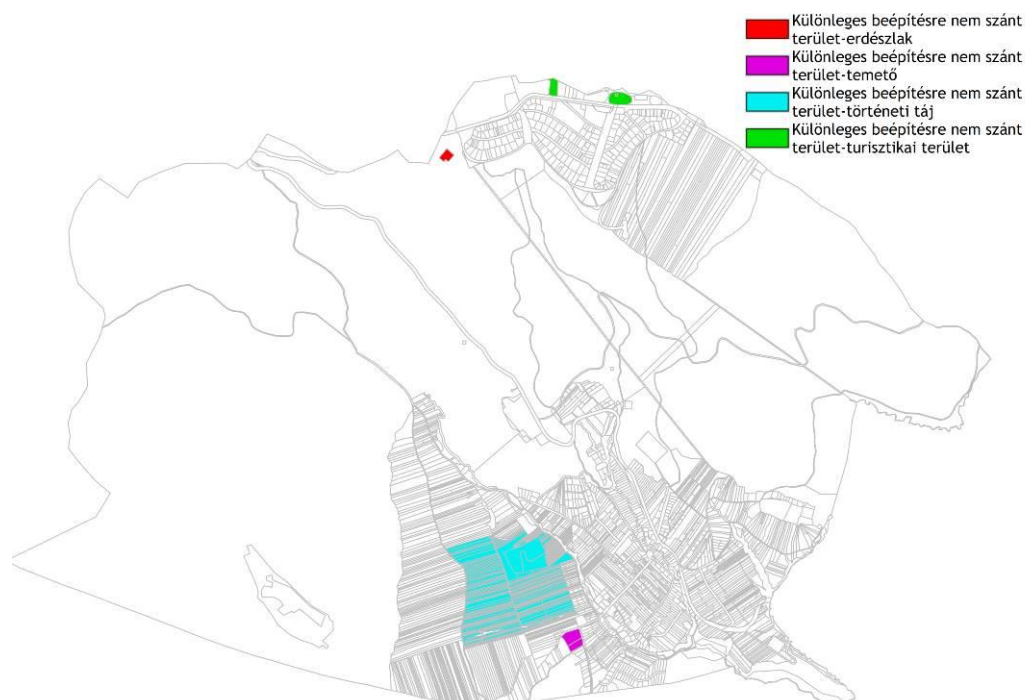 Különleges beépítésre nem szánt
terület-erdészlak
Különleges beépítésre nem szánt
terület-temető
Különleges beépítésre nem szánt
terület-történeti táj
Különleges beépítésre nem szánt
terület-turisztikai terület